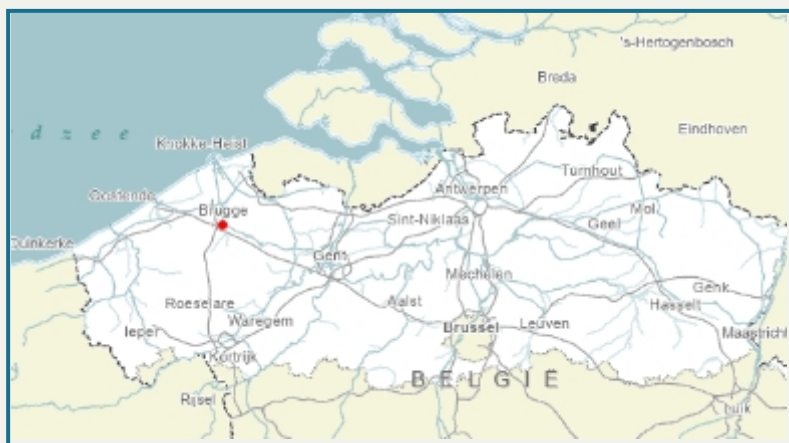 's-Hertogenbosch
Breda
Eindhoven
d z e e
Knokke-Heist
Turnhout
Antwerpen
Oostende
Brugge
Mol
Sint-Niklaas
Geel
Duinkerke
Gent
Mechelen
Genk
Roeselare
Aalst
Hasselt
Waregem
Brussel
Leuven
Ieper
Maastricht
Kortrijk
BELGIË
Rijsel
Luik